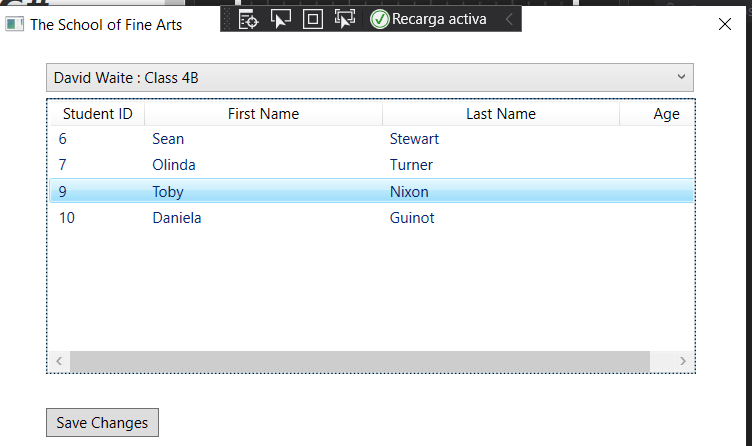 The School of Fine Arts
Recarga activa
David Waite : Class 4B
Student ID First Name Last Name Age
6 Sean Stewart
7 Olinda Turner
9 Toby Nixon
10 Daniela Guinot
Save Changes